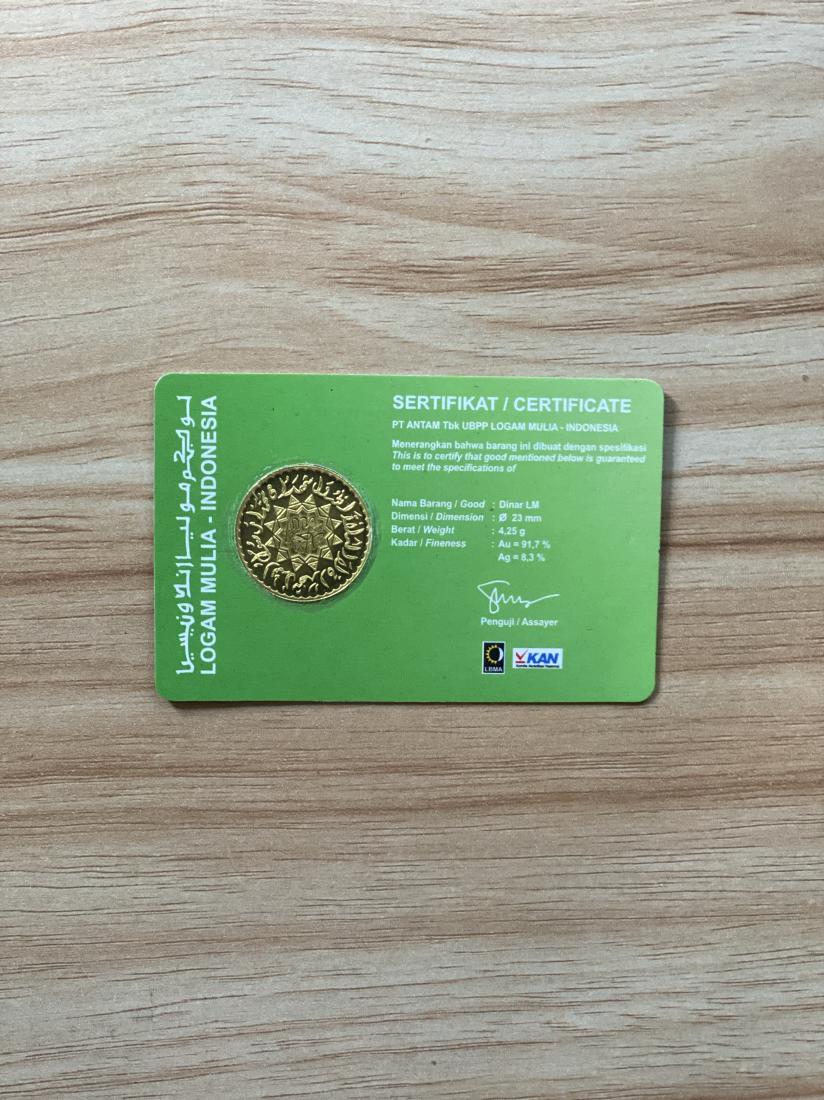 لوڬم موليا - اندونيسيا
LOGAM MULIA - INDONESIA
SERTIFIKAT / CERTIFICATE
PT ANTAM Tbk UBPP LOGAM MULIA - INDONESIA
Menerangkan bahwa barang ini dibuat dengan spesifikasi
This is to certify that good mentioned below is guaranteed
to meet the specifications of
Nama Barang / Good : Dinar LM
Dimensi / Dimension : Ø 23 mm
Berat / Weight : 4,25 g
Kadar / Fineness : Au = 91,7 %
Ag = 8,3 %
Penguji / Assayer
LBMA
KAN